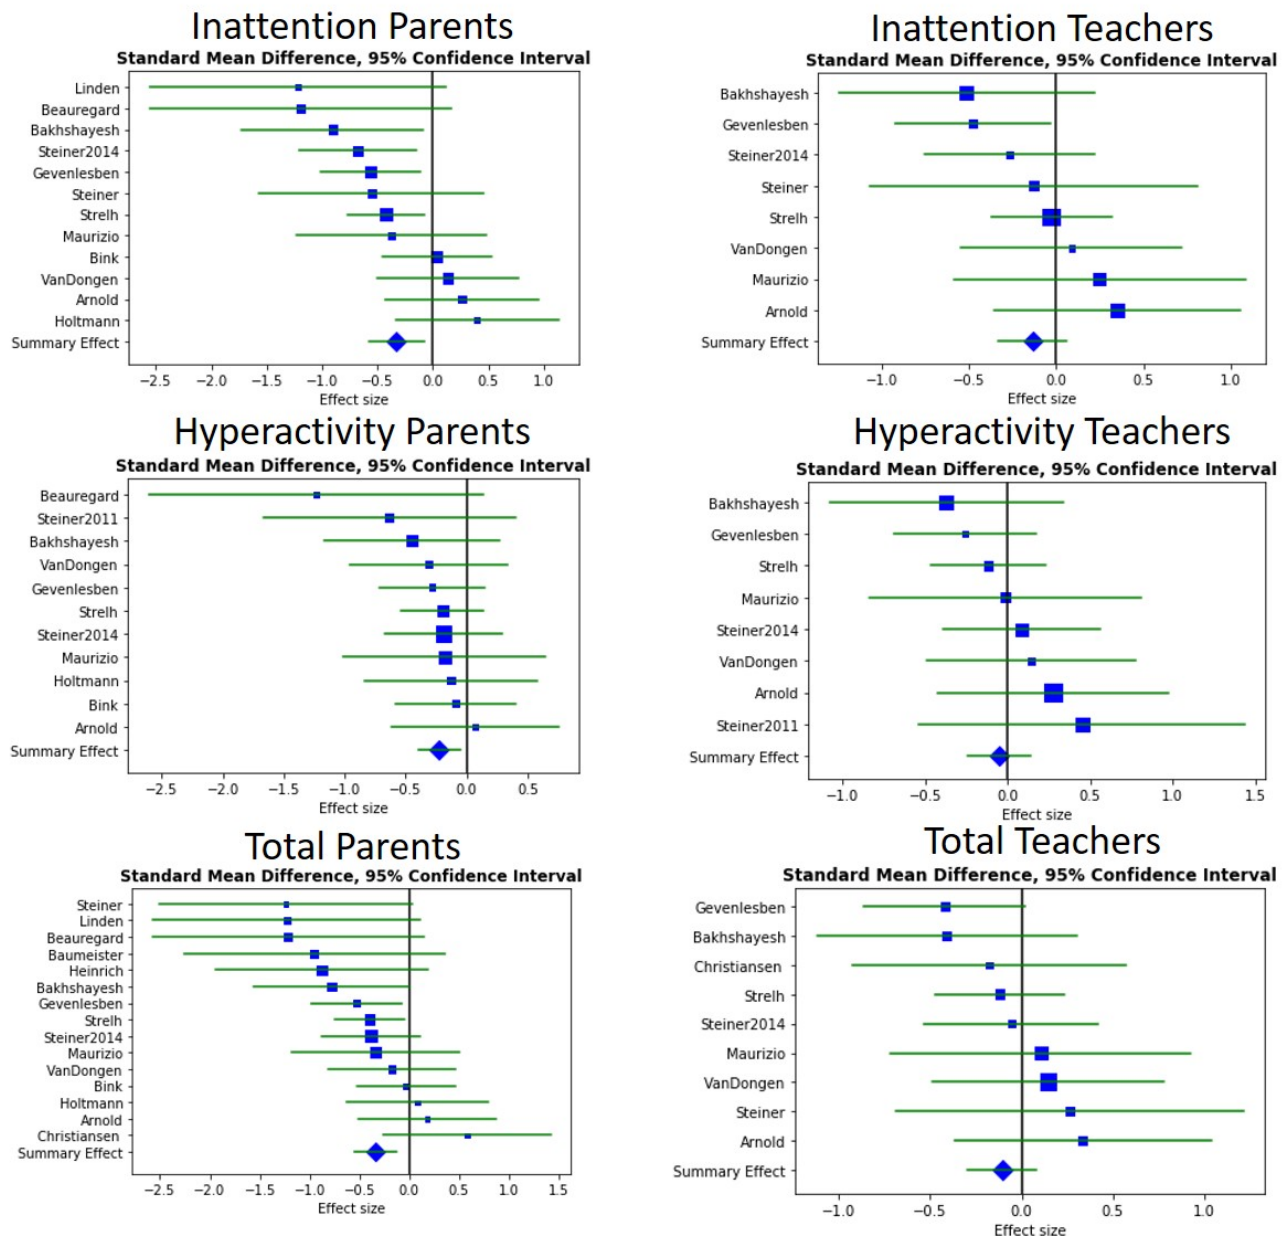 Inattention Parents
Standard Mean Difference, 95% Confidence Interval
Linden
Beauregard
Bakhshayesh
Steiner2014
Gevenlesben
Steiner
Strelh
Maurizio
Bink
VanDongen
Arnold
Holtmann
Summary Effect
−2.5 −2.0 −1.5 −1.0 −0.5 0.0 0.5 1.0
Effect size
Inattention Teachers
Standard Mean Difference, 95% Confidence Interval
Bakhshayesh
Gevenlesben
Steiner2014
Steiner
Strelh
VanDongen
Maurizio
Arnold
Summary Effect
−1.0 −0.5 0.0 0.5 1.0
Effect size
Hyperactivity Parents
Standard Mean Difference, 95% Confidence Interval
Beauregard
Steiner2011
Bakhshayesh
VanDongen
Gevenlesben
Strelh
Steiner2014
Maurizio
Holtmann
Bink
Arnold
Summary Effect
−2.5 −2.0 −1.5 −1.0 −0.5 0.0 0.5
Effect size
Hyperactivity Teachers
Standard Mean Difference, 95% Confidence Interval
Bakhshayesh
Gevenlesben
Strelh
Maurizio
Steiner2014
VanDongen
Arnold
Steiner2011
Summary Effect
−1.0 −0.5 0.0 0.5 1.0 1.5
Effect size
Total Parents
Standard Mean Difference, 95% Confidence Interval
Steiner
Linden
Beauregard
Baumeister
Heinrich
Bakhshayesh
Gevenlesben
Strelh
Steiner2014
Maurizio
VanDongen
Bink
Holtmann
Arnold
Christiansen
Summary Effect
−2.5 −2.0 −1.5 −1.0 −0.5 0.0 0.5 1.0 1.5
Effect size
Total Teachers
Standard Mean Difference, 95% Confidence Interval
Gevenlesben
Bakhshayesh
Christiansen
Strelh
Steiner2014
Maurizio
VanDongen
Steiner
Arnold
Summary Effect
−1.0 −0.5 0.0 0.5 1.0
Effect size